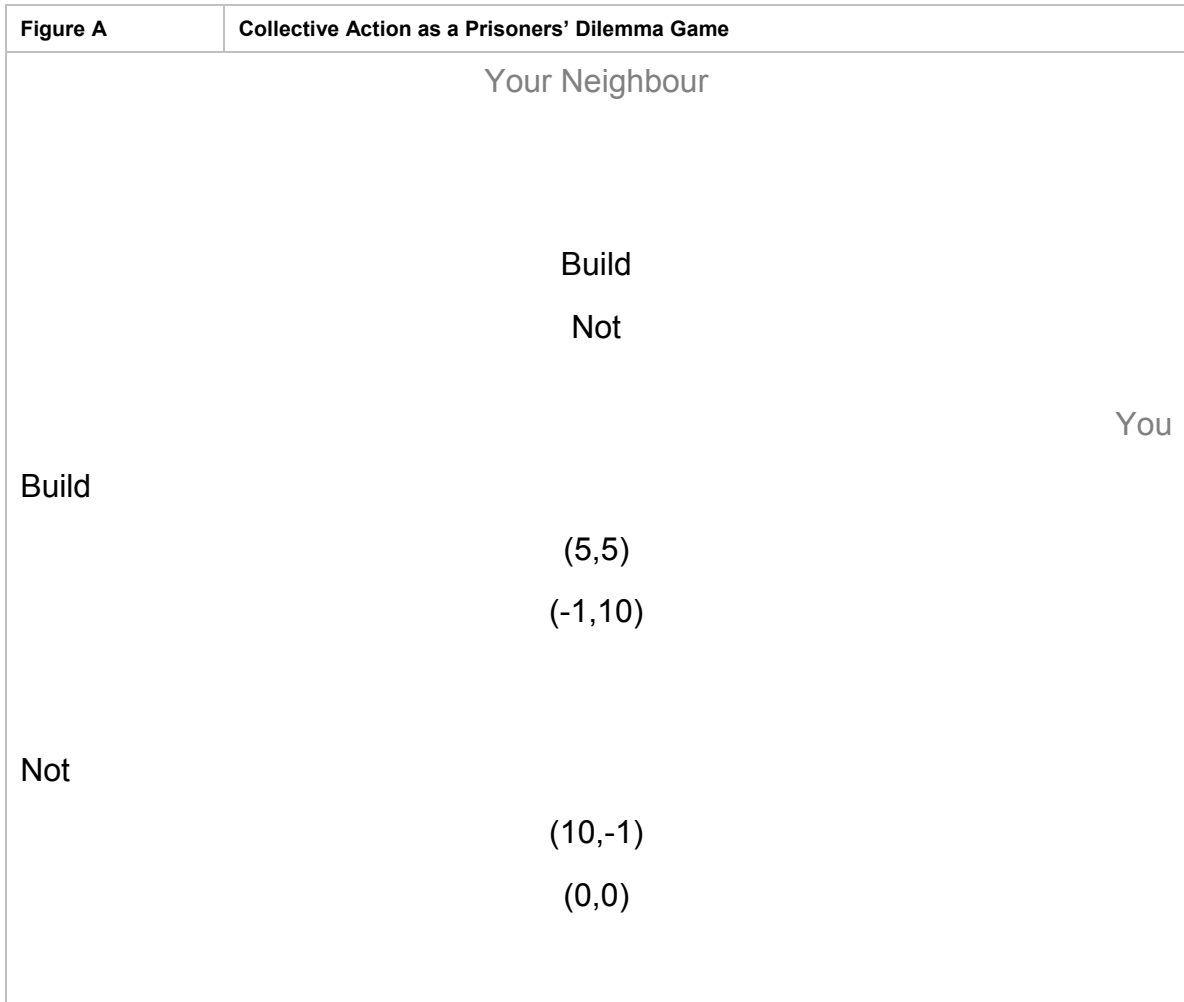 Figure A Collective Action as a Prisoners’ Dilemma Game
Your Neighbour
Build
Not
You
Build
(5,5)
(-1,10)
Not
(10,-1)
(0,0)